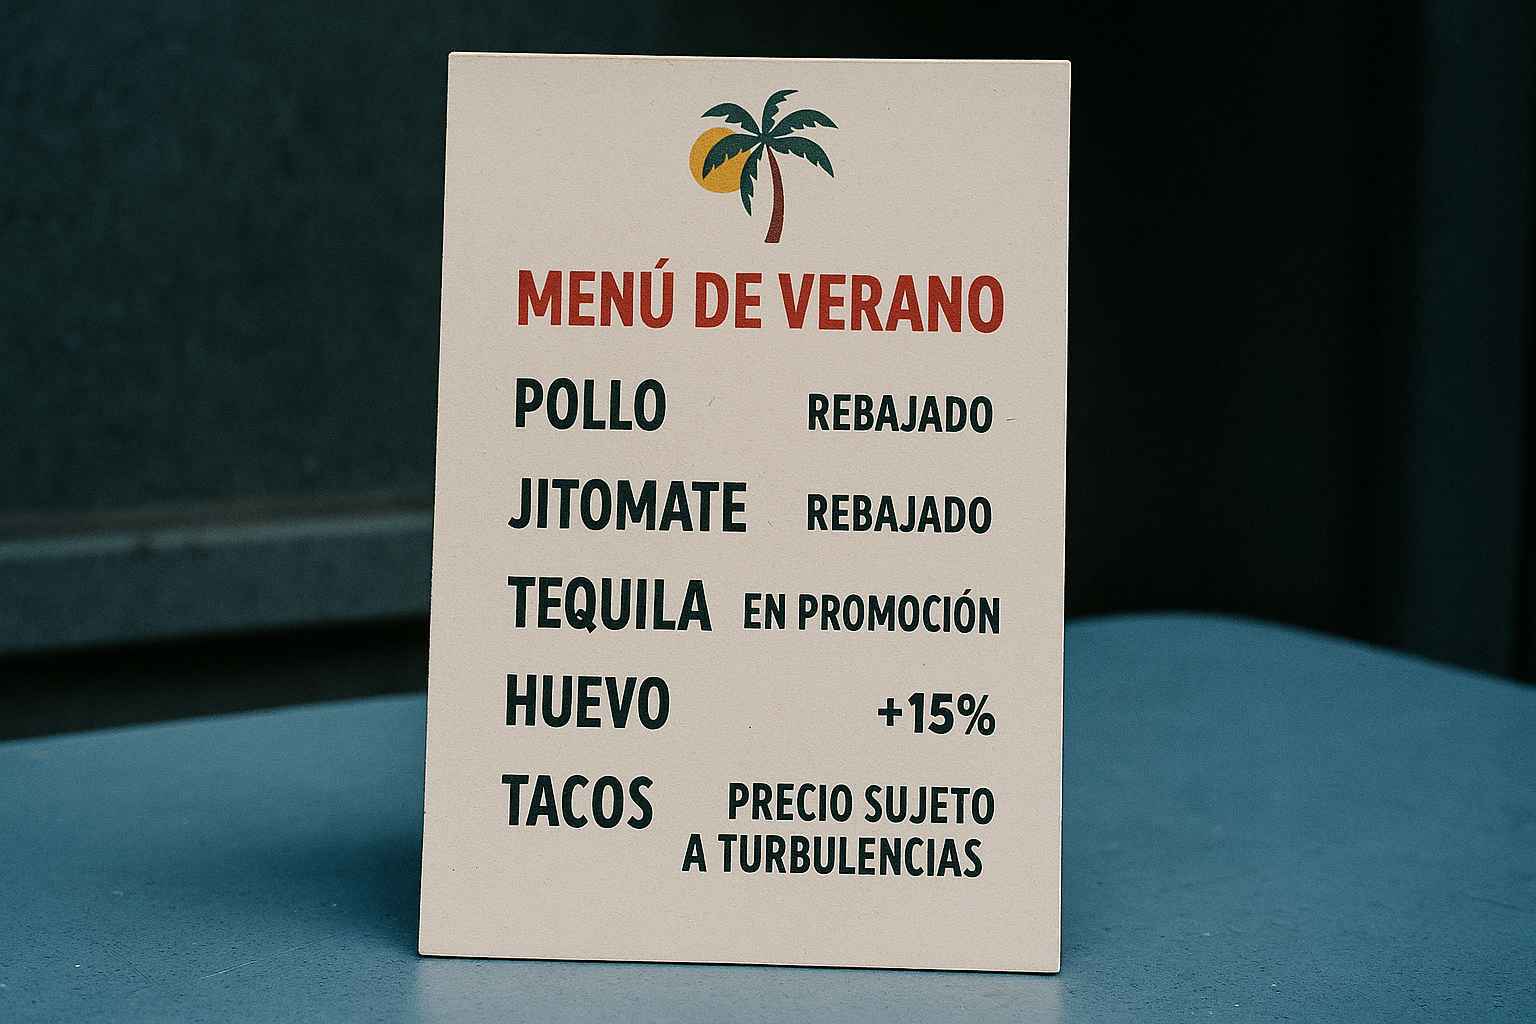 MENÚ DE VERANO
POLLO REBAJADO
JITOMATE REBAJADO
TEQUILA EN PROMOCIÓN
HUEVO +15%
TACOS PRECIO SUJETO
A TURBULENCIAS